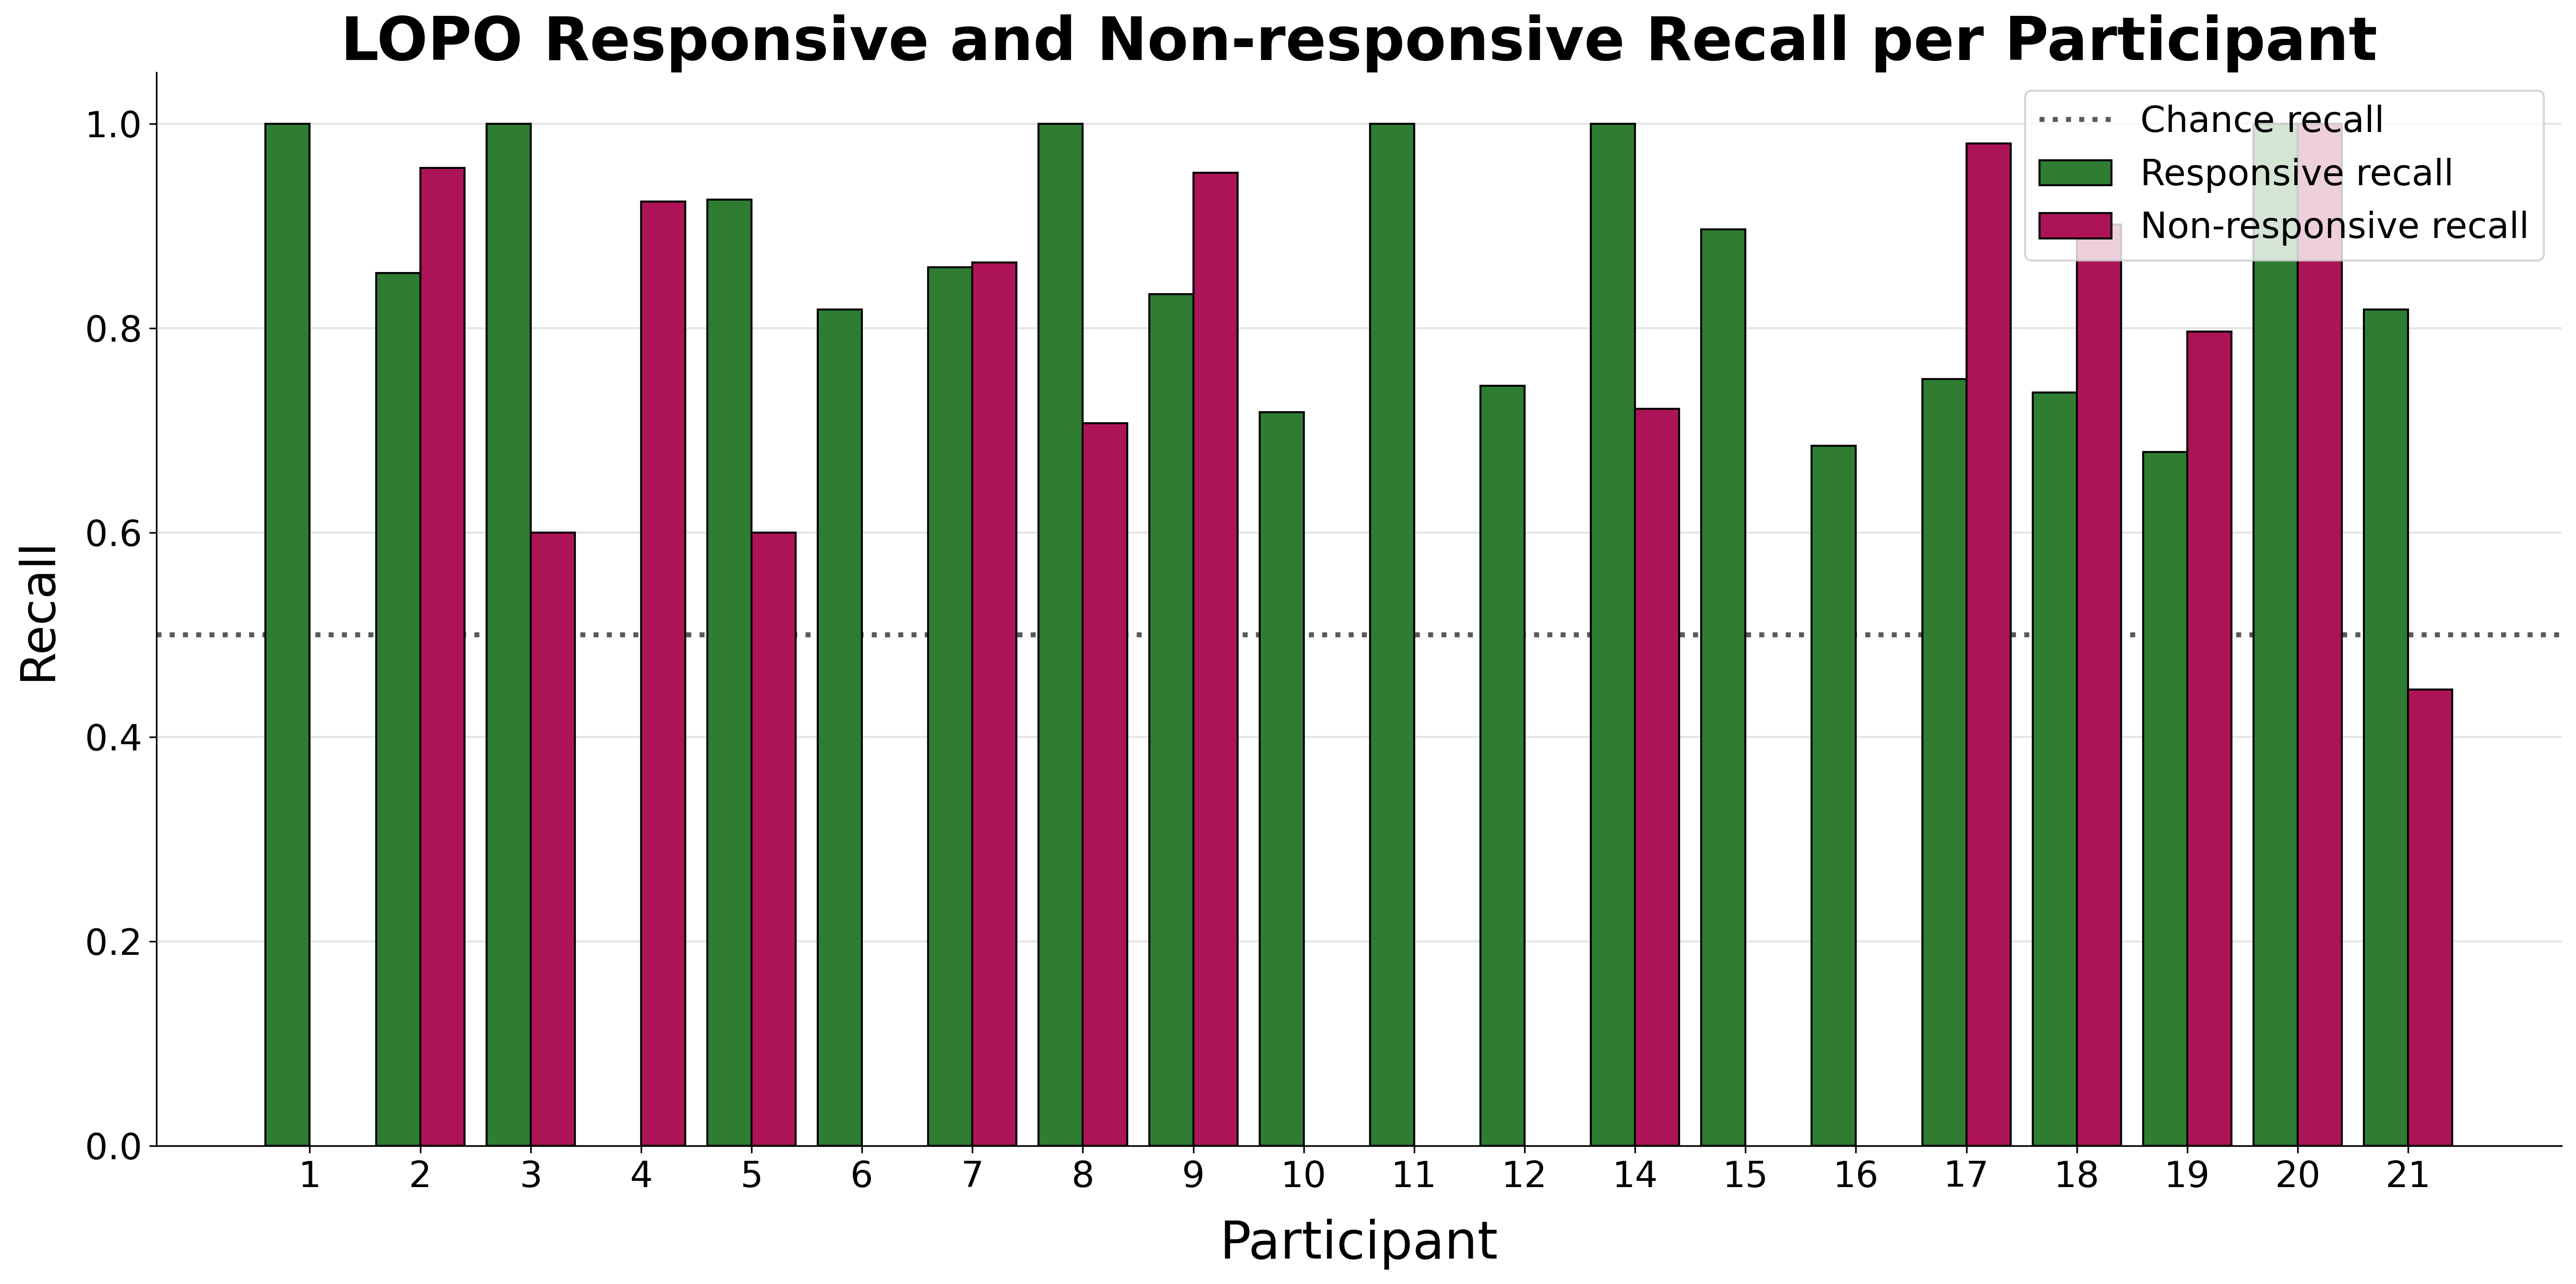 LOPO Responsive and Non-responsive Recall per Participant
1.0
0.8
0.6
0.4
0.2
0.0
Recall
Chance recall
Responsive recall
Non-responsive recall
1 2 3 4 5 6 7 8 9 10 11 12 14 15 16 17 18 19 20 21
Participant